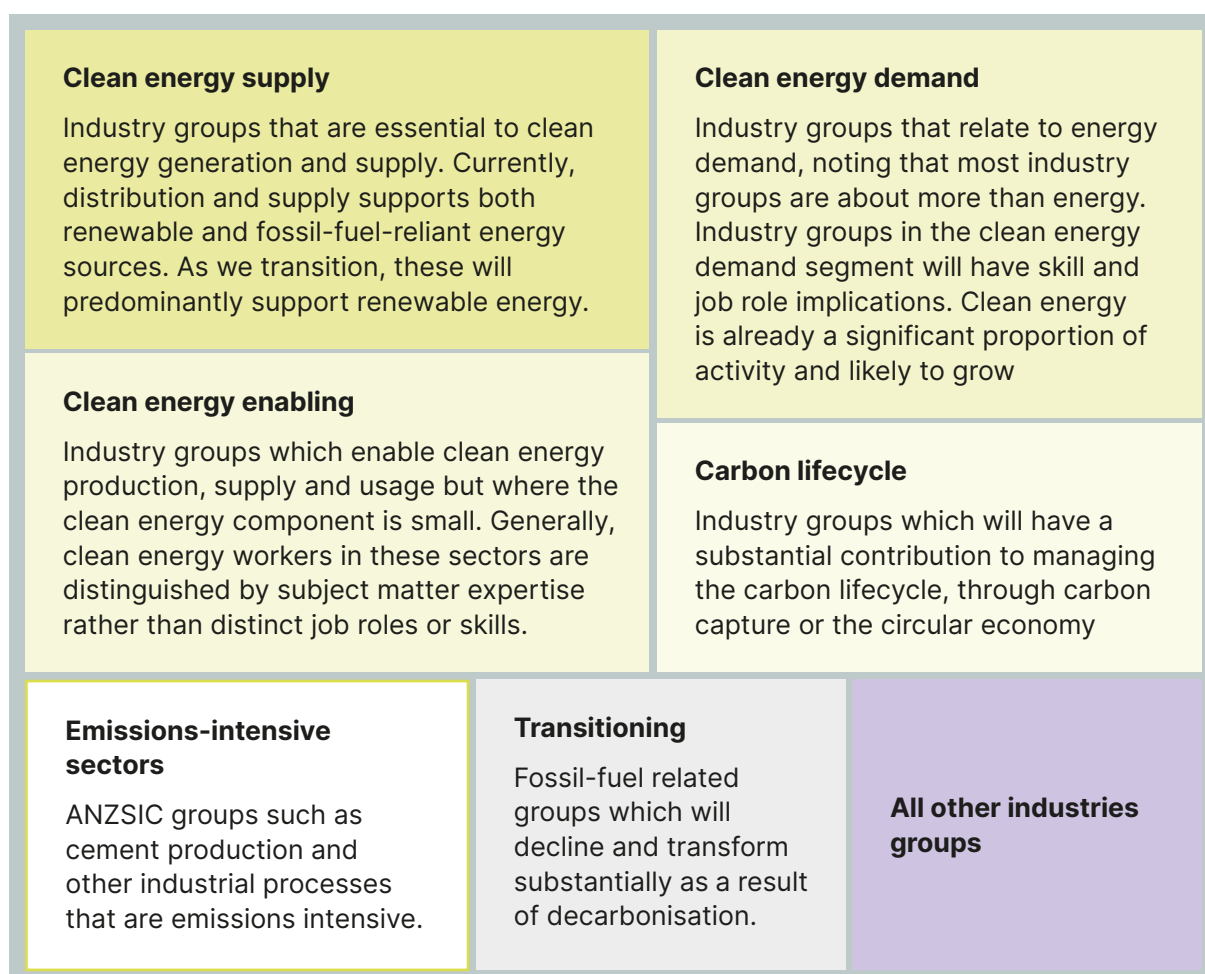 Clean energy supply
Industry groups that are essential to clean
energy generation and supply. Currently,
distribution and supply supports both
renewable and fossil-fuel-reliant energy
sources. As we transition, these will
predominantly support renewable energy.
Clean energy demand
Industry groups that relate to energy
demand, noting that most industry
groups are about more than energy.
Industry groups in the clean energy
demand segment will have skill and
job role implications. Clean energy
is already a significant proportion of
activity and likely to grow
Clean energy enabling
Industry groups which enable clean energy
production, supply and usage but where the
clean energy component is small. Generally,
clean energy workers in these sectors are
distinguished by subject matter expertise
rather than distinct job roles or skills.
Carbon lifecycle
Industry groups which will have a
substantial contribution to managing
the carbon lifecycle, through carbon
capture or the circular economy
Emissions-intensive
sectors
ANZSIC groups such as
cement production and
other industrial processes
that are emissions intensive.
Transitioning
Fossil-fuel related
groups which will
decline and transform
substantially as a result
of decarbonisation.
All other industries
groups